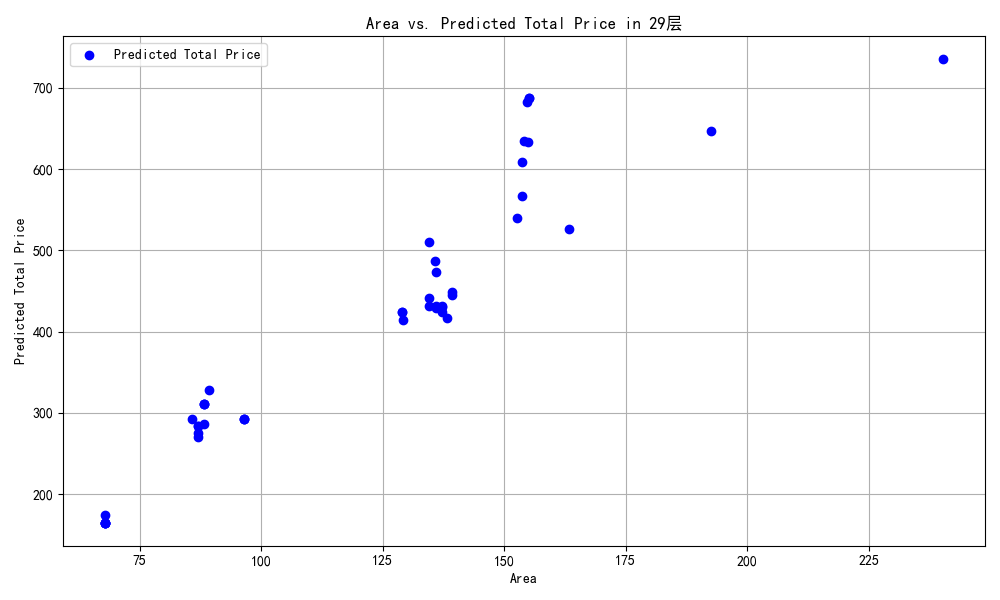 Area vs. Predicted Total Price in 29层
Predicted Total Price
Predicted Total Price
700
600
500
400
300
200
75 100 125 150 175 200 225
Area